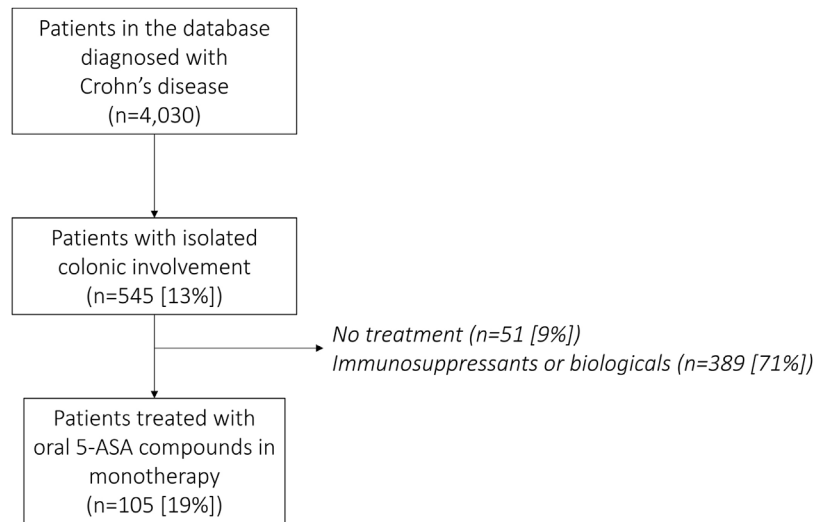 Patients in the database
diagnosed with
Crohn’s disease
(n=4,030)
Patients with isolated
colonic involvement
(n=545 [13%])
No treatment (n=51 [9%])
Immunosuppressants or biologicals (n=389 [71%])
Patients treated with
oral 5-ASA compounds in
monotherapy
(n=105 [19%])